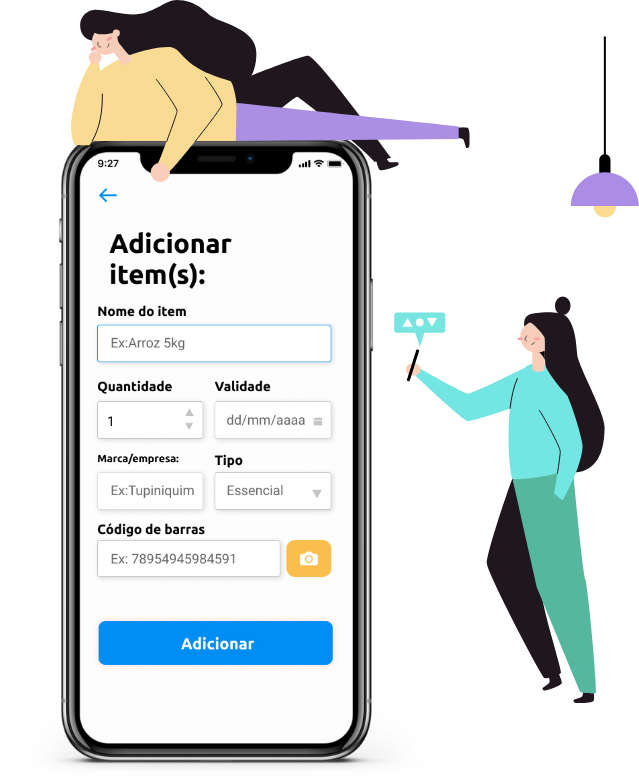 9:27
Adicionar
item(s):
Nome do item
Ex:Arroz 5kg
Quantidade Validade
1 dd/mm/aaaa
Marca/empresa: Tipo
Ex:Tupiniquim Essencial
Código de barras
Ex: 78954945984591
Adicionar